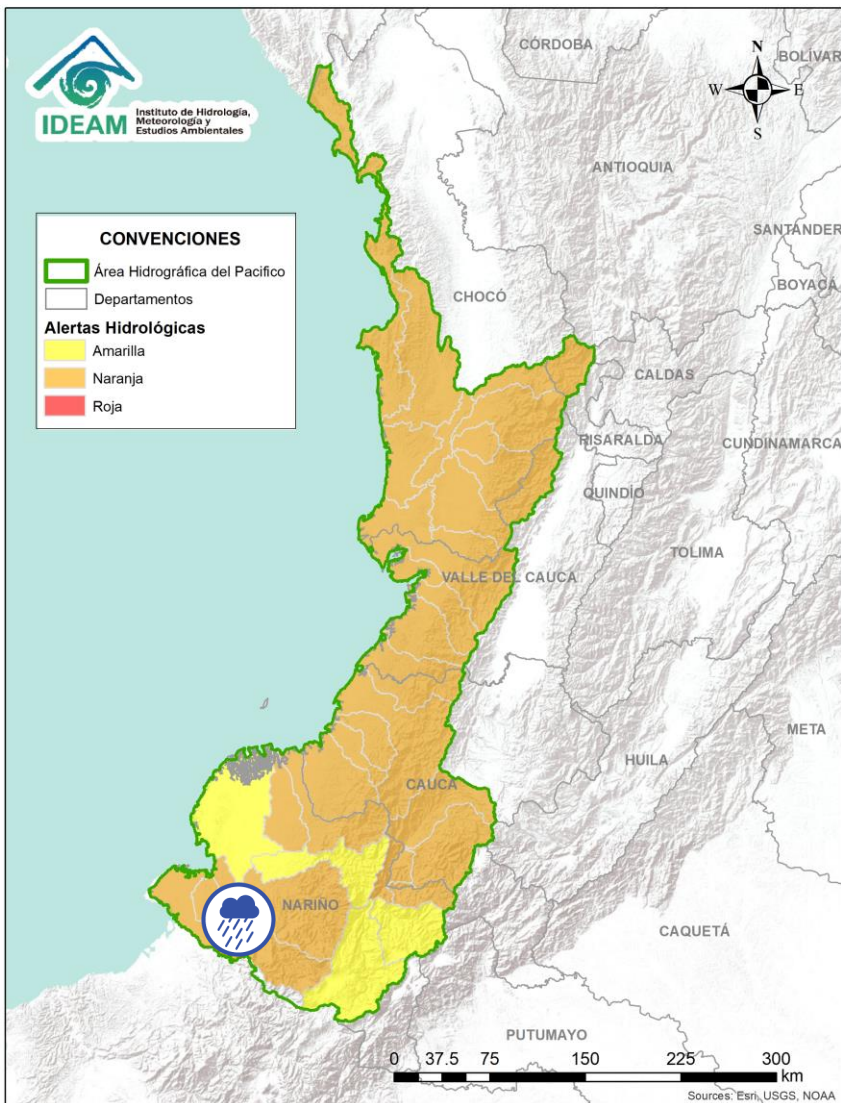 IDEAM
Instituto de Hidrología,
Meteorología y
Estudios Ambientales
N
W
E
S
CÓRDOBA
BOLÍVAR
ANTIOQUIA
SANTANDER
BOYACÁ
CHOCÓ
CALDAS
RISARALDA
CUNDINAMARCA
QUINDÍO
TOLIMA
VALLE DEL CAUCA
META
HUILA
CAUCA
NARIÑO
CAQUETÁ
PUTUMAYO
CONVENCIONES
Área Hidrográfica del Pacifico
Departamentos
Alertas Hidrológicas
Amarilla
Naranja
Roja
0 37.5 75 150 225 300
km
Sources: Esri, USGS, NOAA